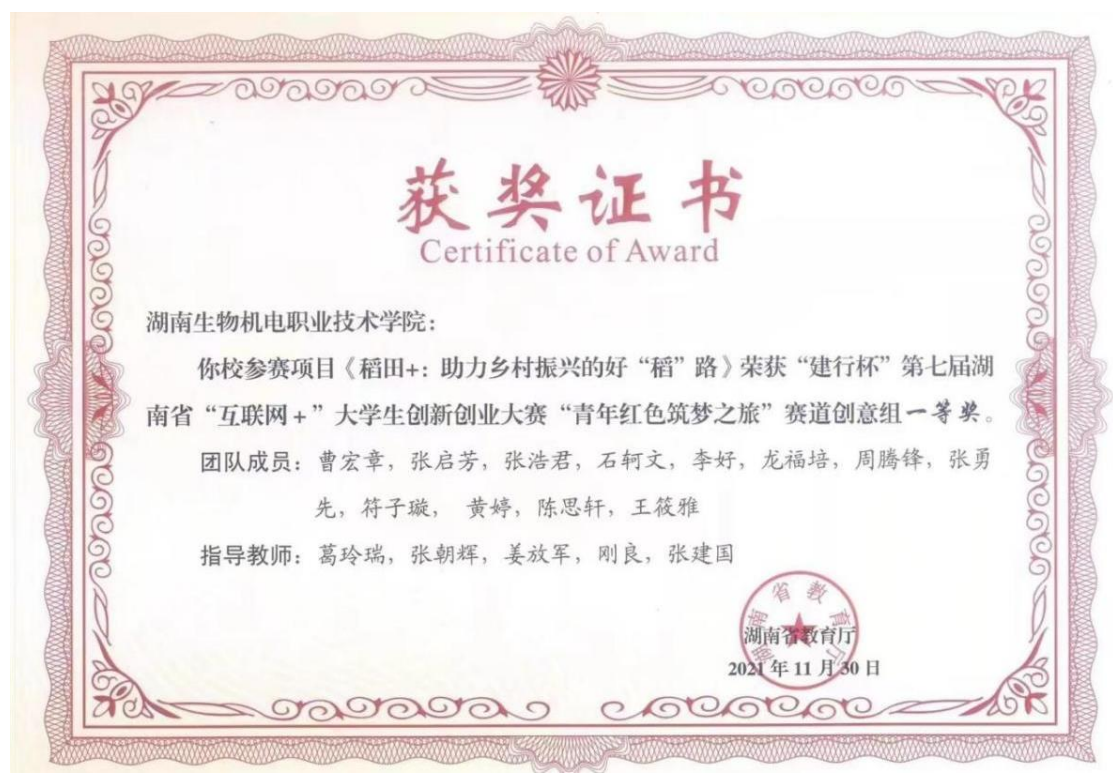 获奖证书
Certificate of Award
湖南生物机电职业技术学院:
你校参赛项目《稻田+: 助力乡村振兴的好“稻”路》荣获“建行杯”第七届湖
南省“互联网+”大学生创新创业大赛“青年红色筑梦之旅”赛道创意组一等奖。
团队成员: 曹宏章, 张启芳, 张浩君, 石轲文, 李好, 龙福培, 周腾锋, 张勇
先, 符子璇, 黄婷, 陈思轩, 王筱雅
指导教师: 葛玲瑞, 张朝辉, 姜放军, 刚良, 张建国
湖南省教育厅
湖南省教育厅
2021年11月30日